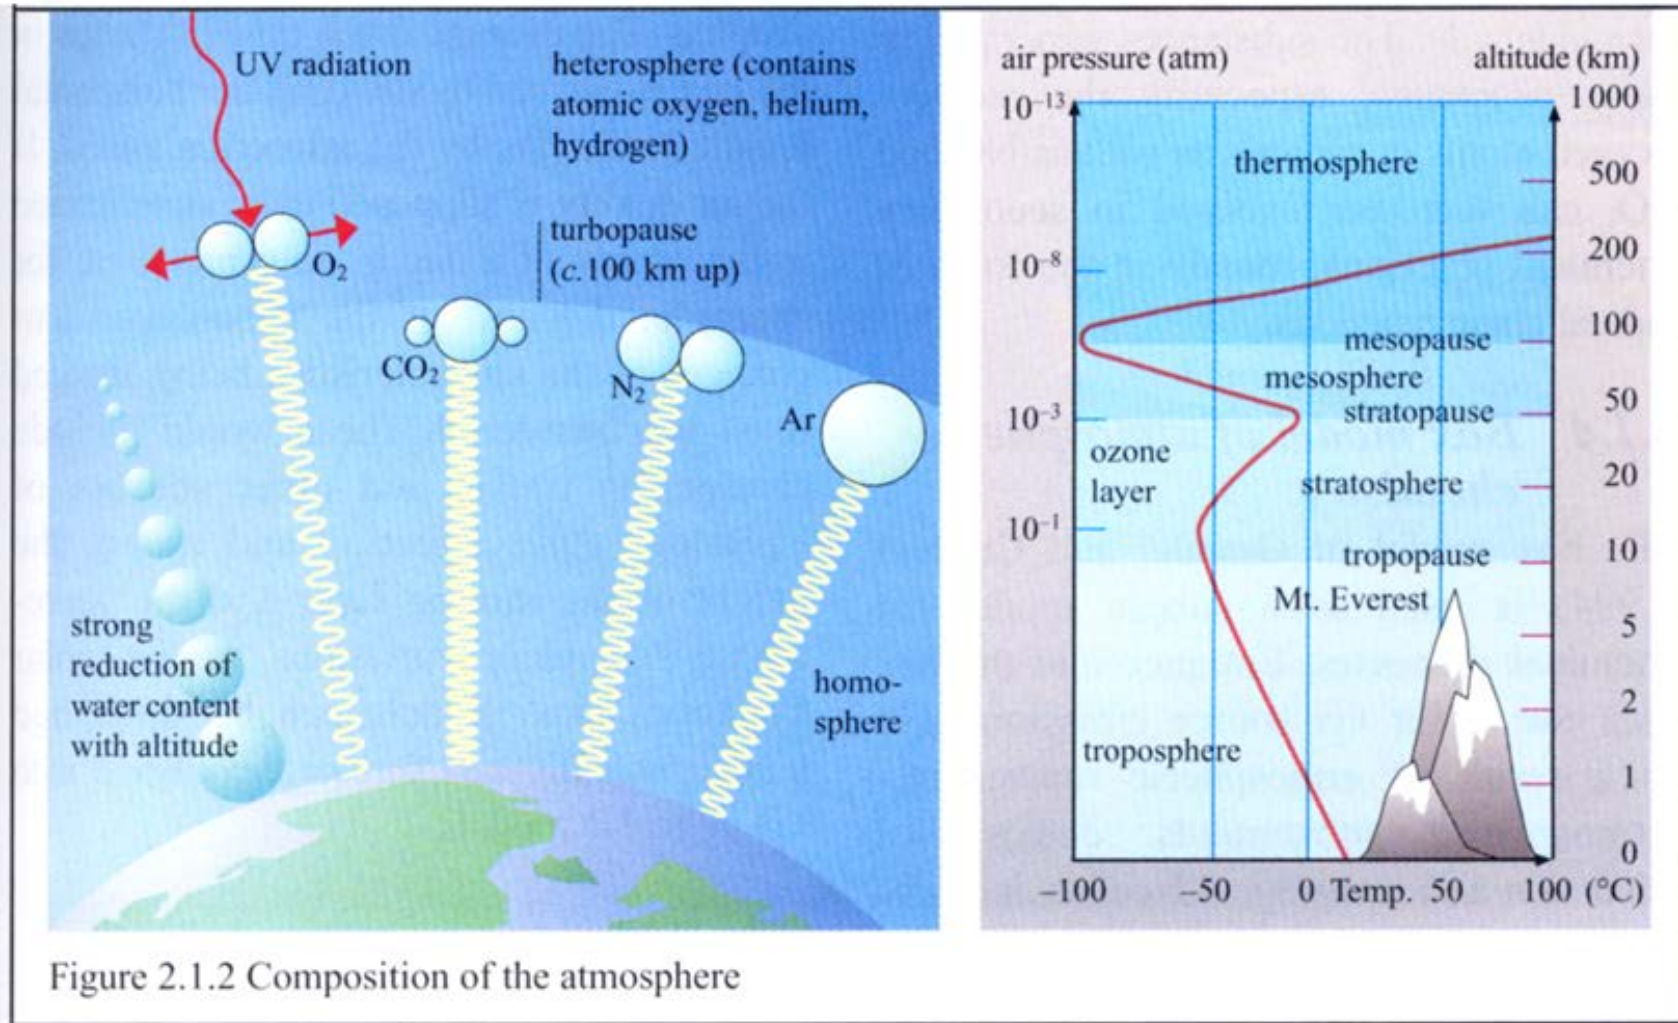 UV radiation
heterosphere (contains
atomic oxygen, helium,
hydrogen)
turbopause
(c.100 km up)
O₂
CO₂
N₂
Ar
strong
reduction of
water content
with altitude
homo-
sphere
air pressure (atm)
altitude (km)
10⁻¹³
1000
thermosphere
500
200
10⁻⁸
100
mesopause
mesosphere
50
10⁻³
stratopause
ozone
layer
20
stratosphere
10⁻¹
10
tropopause
Mt. Everest
5
2
troposphere
1
0
−100 −50 0 Temp. 50 100 (°C)
Figure 2.1.2 Composition of the atmosphere